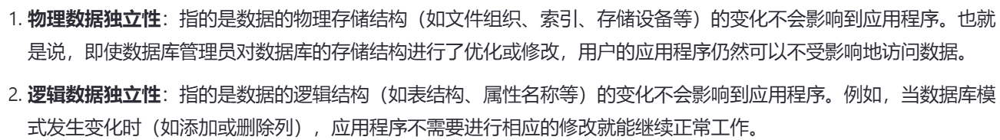 1. 物理数据独立性：指的是数据的物理存储结构（如文件组织、索引、存储设备等）的变化不会影响到应用程序。也就
是说，即使数据库管理员对数据库的存储结构进行了优化或修改，用户的应用程序仍然可以不受影响地访问数据。
2. 逻辑数据独立性：指的是数据的逻辑结构（如表结构、属性名称等）的变化不会影响到应用程序。例如，当数据库模
式发生变化时（如添加或删除列），应用程序不需要进行相应的修改就能继续正常工作。